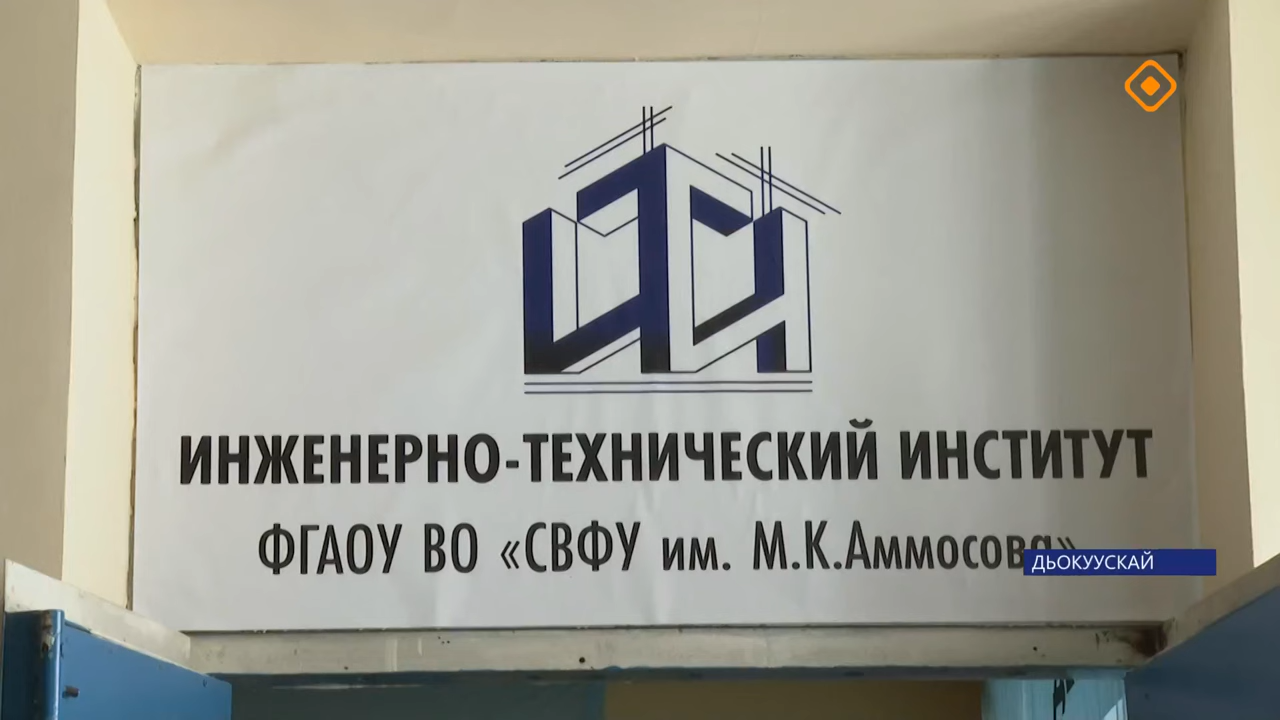 ИТИ
ИНЖЕНЕРНО-ТЕХНИЧЕСКИЙ ИНСТИТУТ
ФГАОУ ВО «СВФУ им. М.К.Аммосова»
ДЬОКУУСКАЙ